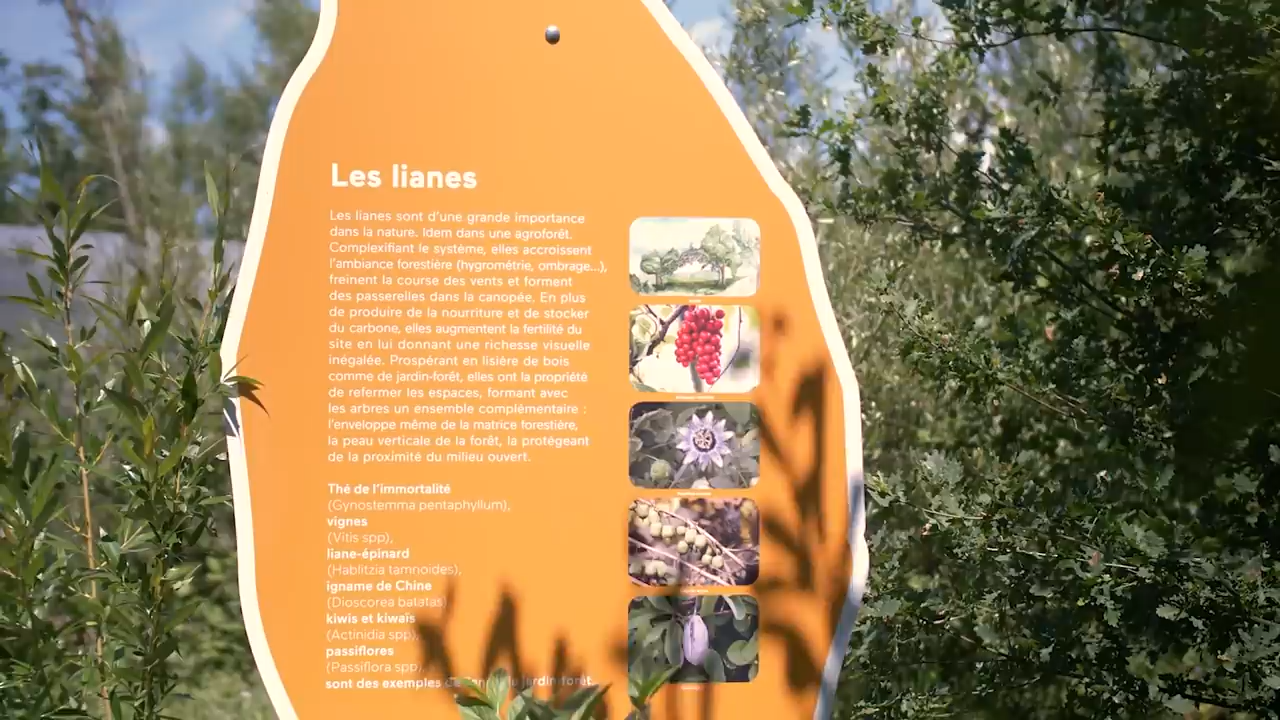 Les lianes
Les lianes sont d'une grande importance
dans la nature. Idem dans une agroforêt.
Complexifiant le système, elles accroissent
l'ambiance forestière (hygrométrie, ombrage...),
freinent la course des vents et forment
des passerelles dans la canopée. En plus
de produire de la nourriture et de stocker
du carbone, elles augmentent la fertilité du
site en lui donnant une richesse visuelle
inégalée. Prospérant en lisière de bois
comme de jardin-forêt, elles ont la propriété
de refermer les espaces, formant avec
les arbres un ensemble complémentaire :
l'enveloppe même de la matrice forestière,
la peau verticale de la forêt, la protégeant
de la proximité du milieu ouvert.
Thé de l'immortalité
(Gynostemma pentaphyllum),
vignes
(Vitis spp),
liane-épinard
(Hablitzia tamnoides),
igname de Chine
(Dioscorea batatas)
kiwis et kiwaïs
(Actinidia spp),
passiflores
(Passiflora spp),
sont des exemples du jardin-forêt.